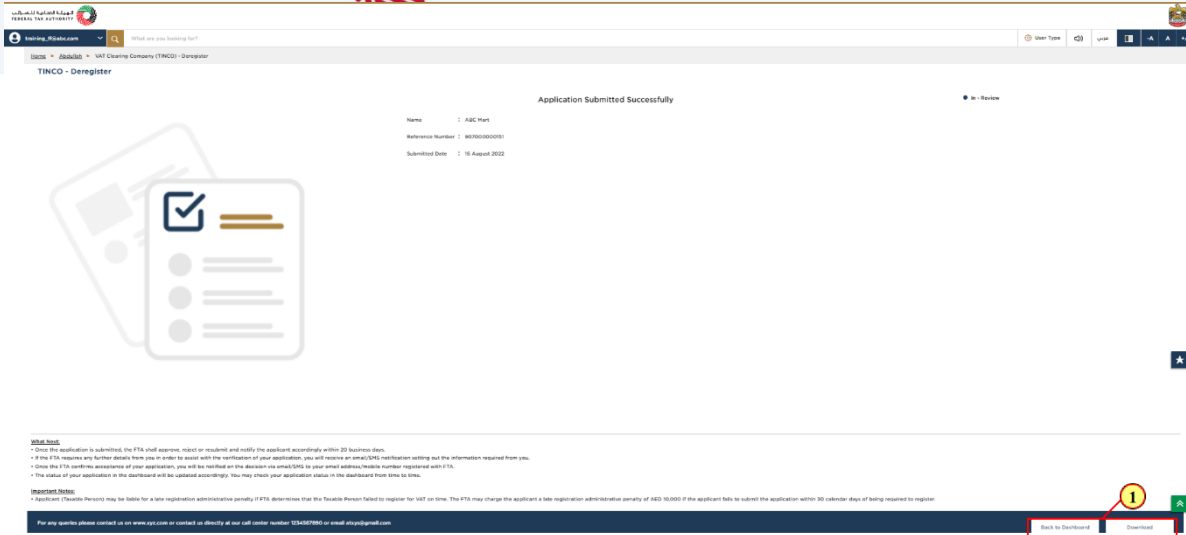 الهيئة الاتحادية للضرائب
FEDERAL TAX AUTHORITY
What are you looking for?
User Type
عربي
-A A
Home ▸ Abdullah ▸ VAT Clearing Company (TINCO) - Deregister
TINCO - Deregister
Application Submitted Successfully
In - Review
Name : ABC Mart
Reference Number :
Submitted Date : 15 August 2022
What Next:
• Once the application is submitted, the FTA shall approve, reject or resubmit and notify the applicant accordingly within 20 business days.
• If the FTA requires any further details from you in order to assist with the verification of your application, you will receive an email/SMS notification setting out the information required from you.
• Once the FTA confirms acceptance of your application, you will be notified on the decision via email/SMS to your email address/mobile number registered with FTA.
• The status of your application in the dashboard will be updated accordingly. You may check your application status in the dashboard from time to time.
Important Notes:
• Applicant (Taxable Person) may be liable for a late registration administrative penalty if FTA determines that the Taxable Person failed to register for VAT on time. The FTA may charge the applicant a late registration administrative penalty of AED 10,000 if the applicant fails to submit the application within 30 calendar days of being required to register.
1
For any queries please contact us on www.xyz.com or contact us directly at our call center number 1234567890 or email atxyx@gmail.com
Back to Dashboard
Download